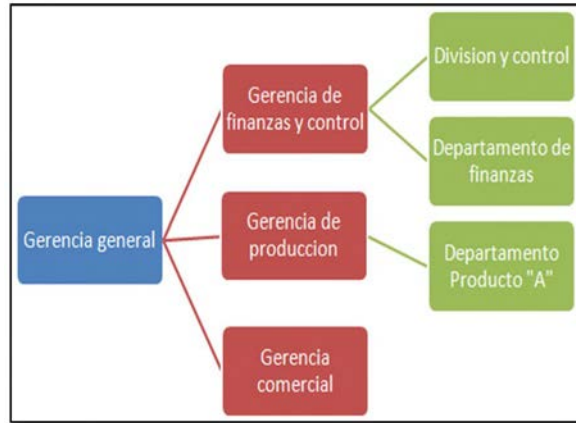 Gerencia general
Gerencia de
finanzas y control
Gerencia de
produccion
Gerencia
comercial
Division y control
Departamento de
finanzas
Departamento
Producto "A"